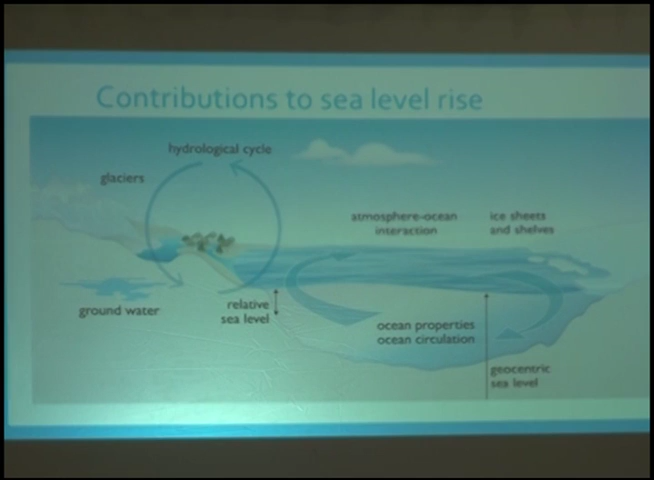 Contributions to sea level rise
hydrological cycle
glaciers
atmosphere-ocean
interaction
ice sheets
and shelves
ground water
relative
sea level
ocean properties
ocean circulation
geocentric
sea level